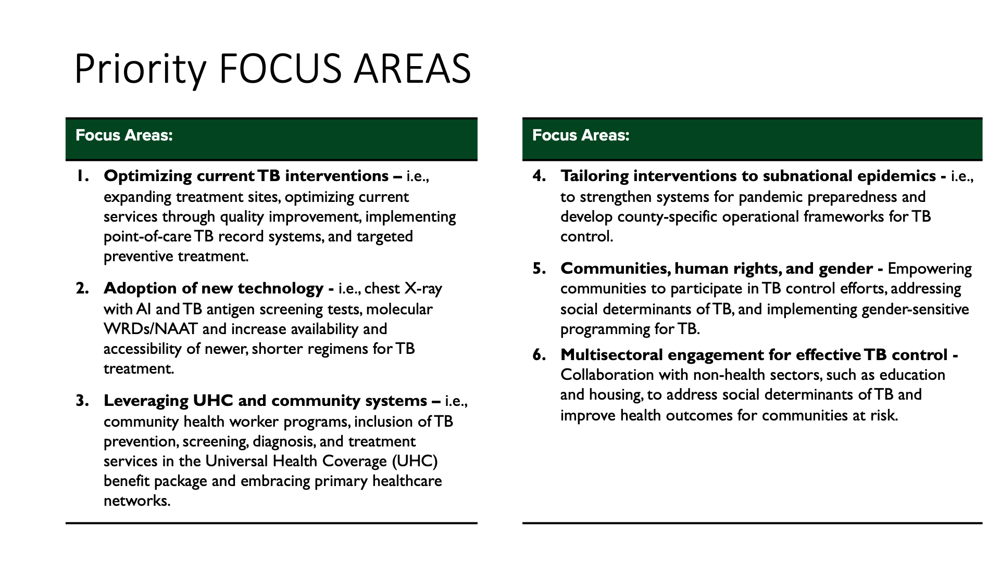 Priority FOCUS AREAS
Focus Areas:
1. Optimizing current TB interventions – i.e.,
expanding treatment sites, optimizing current
services through quality improvement, implementing
point-of-care TB record systems, and targeted
preventive treatment.
2. Adoption of new technology - i.e., chest X-ray
with AI and TB antigen screening tests, molecular
WRDs/NAAT and increase availability and
accessibility of newer, shorter regimens for TB
treatment.
3. Leveraging UHC and community systems – i.e.,
community health worker programs, inclusion of TB
prevention, screening, diagnosis, and treatment
services in the Universal Health Coverage (UHC)
benefit package and embracing primary healthcare
networks.
Focus Areas:
4. Tailoring interventions to subnational epidemics - i.e.,
to strengthen systems for pandemic preparedness and
develop county-specific operational frameworks for TB
control.
5. Communities, human rights, and gender - Empowering
communities to participate in TB control efforts, addressing
social determinants of TB, and implementing gender-sensitive
programming for TB.
6. Multisectoral engagement for effective TB control -
Collaboration with non-health sectors, such as education
and housing, to address social determinants of TB and
improve health outcomes for communities at risk.